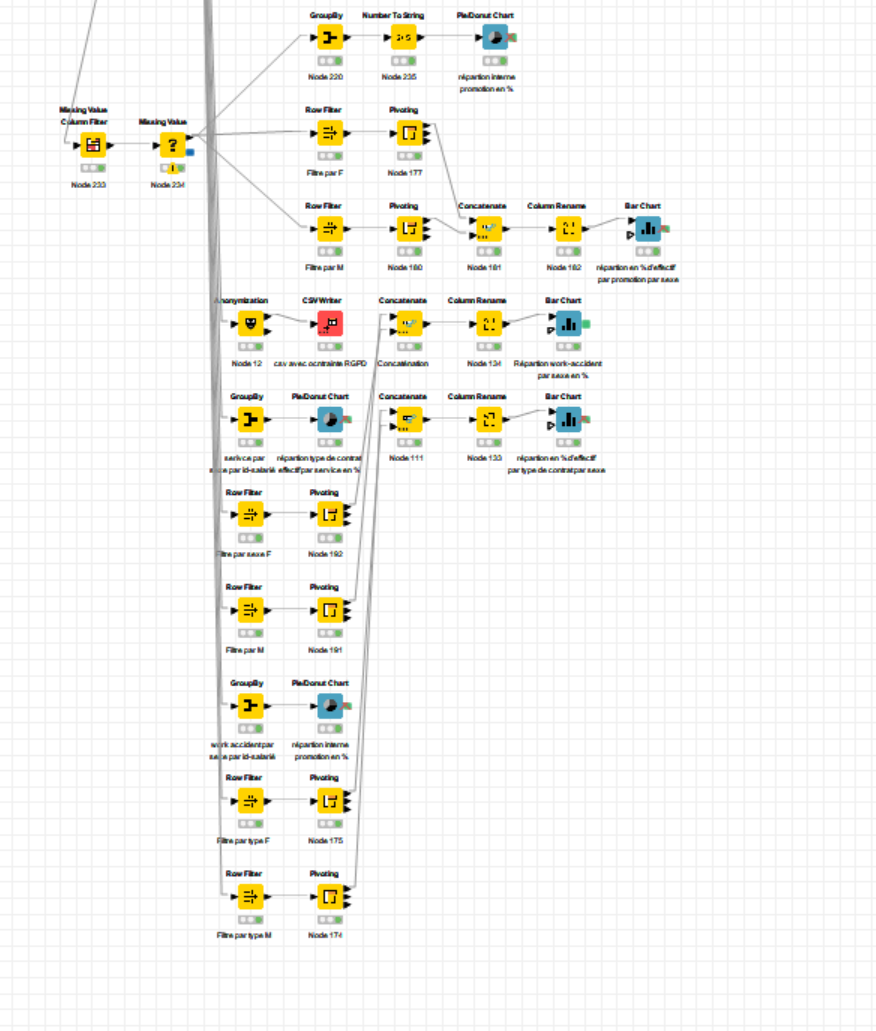 GroupBy
Number To String
Pie/Donut Chart
Node 220
Node 235
répartion interne
promotion en %
Missing Value
Column Filter
Missing Value
Row Filter
Pivoting
Node 233
Node 234
Filtre par F
Node 177
Row Filter
Pivoting
Concatenate
Column Rename
Bar Chart
Filtre par M
Node 180
Node 181
Node 182
répartion en % d'effectif
par promotion par sexe
Anonymization
CSV Writer
Concatenate
Column Rename
Bar Chart
Node 12
csv avec ocntrainte RGPD
Concaténation
Node 134
Répartion work-accident
par sexe en %
GroupBy
Pie/Donut Chart
Concatenate
Column Rename
Bar Chart
serivce par
sexe par id-salarié
répartion type de contrat
effectif par service en %
Node 111
Node 133
répartion en % d'effectif
par type de contrat par sexe
Row Filter
Pivoting
Filtre par sexe F
Node 192
Row Filter
Pivoting
Filtre par M
Node 191
GroupBy
Pie/Donut Chart
work accident par
sexe par id-salarié
répartion interne
promotion en %
Row Filter
Pivoting
Filtre par type F
Node 175
Row Filter
Pivoting
Filtre par type M
Node 174